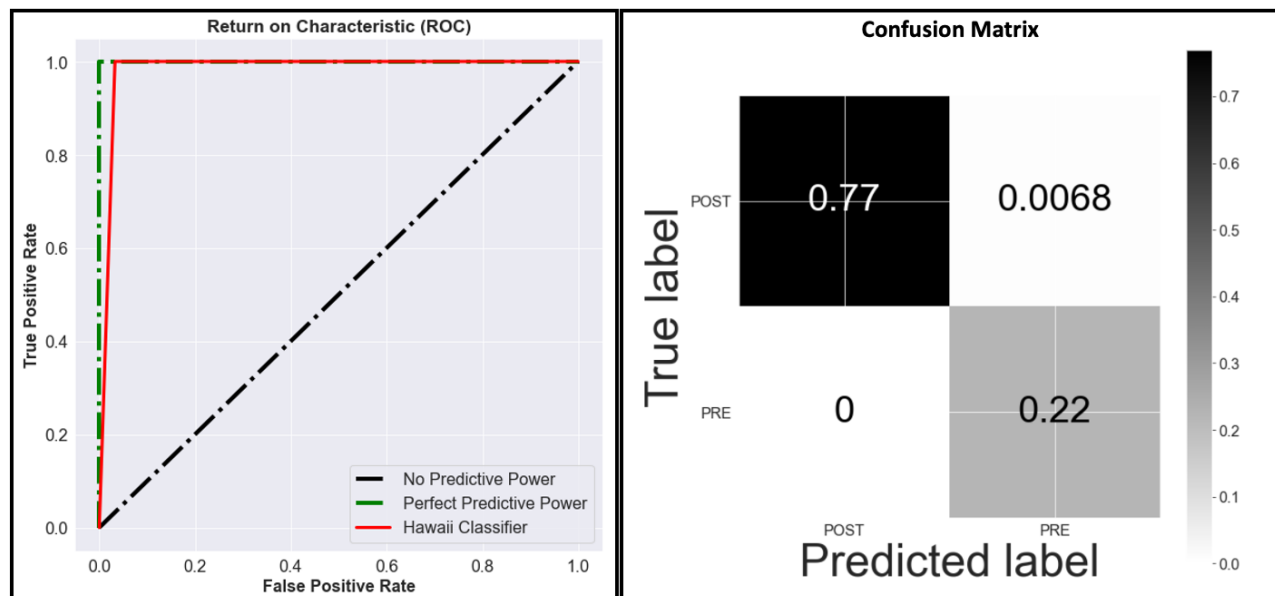 Return on Characteristic (ROC)
1.0
0.8
0.6
0.4
0.2
0.0
True Positive Rate
No Predictive Power
Perfect Predictive Power
Hawaii Classifier
0.0 0.2 0.4 0.6 0.8 1.0
False Positive Rate
Confusion Matrix
True label
POST
0.77 0.0068
PRE
0 0.22
POST PRE
Predicted label
0.7
0.6
0.5
0.4
0.3
0.2
0.1
0.0